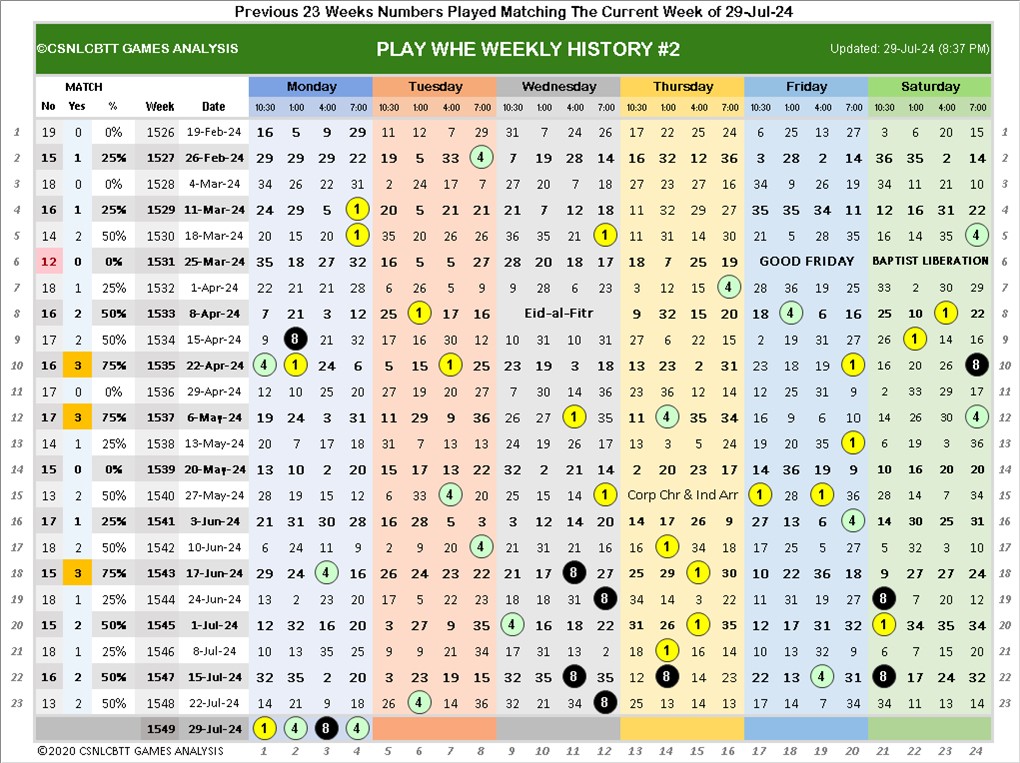 Previous 23 Weeks Numbers Played Matching The Current Week of 29-Jul-24
©CSNLCBTT GAMES ANALYSIS PLAY WHE WEEKLY HISTORY #2 Updated: 29-Jul-24 (8:37 PM)
MATCH Monday Tuesday Wednesday Thursday Friday Saturday
No Yes % Week Date 10:30 1:00 4:00 7:00 10:30 1:00 4:00 7:00 10:30 1:00 4:00 7:00 10:30 1:00 4:00 7:00 10:30 1:00 4:00 7:00 10:30 1:00 4:00 7:00
1 19 0 0% 1526 19-Feb-24 16 5 9 29 11 12 7 29 31 7 24 26 17 22 25 24 6 25 13 27 3 6 20 15 1
2 15 1 25% 1527 26-Feb-24 29 29 29 22 19 5 33 4 7 19 28 14 16 32 12 36 3 28 2 14 36 35 2 14 2
3 18 0 0% 1528 4-Mar-24 34 26 22 31 2 24 17 7 27 20 7 18 27 23 27 16 34 9 26 19 34 11 21 10 3
4 16 1 25% 1529 11-Mar-24 24 29 5 1 20 5 21 21 21 7 12 18 11 32 29 27 35 35 34 11 12 16 31 22 4
5 14 2 50% 1530 18-Mar-24 20 15 20 1 35 20 26 26 36 35 21 1 11 31 14 30 21 5 28 35 16 14 35 4 5
6 12 0 0% 1531 25-Mar-24 35 18 27 32 16 5 5 27 28 20 18 17 18 7 25 19 GOOD FRIDAY BAPTIST LIBERATION 6
7 18 1 25% 1532 1-Apr-24 22 21 21 28 6 26 5 9 9 28 6 23 3 12 15 4 28 36 19 25 33 2 30 29 7
8 16 2 50% 1533 8-Apr-24 7 21 3 12 25 1 17 16 Eid-al-Fitr 9 32 15 20 18 4 6 16 25 10 1 22 8
9 17 2 50% 1534 15-Apr-24 9 8 21 32 17 16 30 12 10 31 10 31 27 6 22 15 2 19 31 27 22 1 14 16 9
10 16 3 75% 1535 22-Apr-24 4 1 24 6 5 15 1 25 23 19 3 18 13 23 2 31 23 18 19 1 16 20 26 8 10
11 17 0 0% 1536 29-Apr-24 12 10 25 20 17 20 19 27 7 30 14 36 23 36 12 14 12 25 31 9 2 33 29 17 11
12 17 3 75% 1537 6-May-24 19 24 3 31 11 29 9 36 26 27 1 35 11 4 35 34 16 9 6 10 14 26 30 4 12
13 14 1 25% 1538 13-May-24 20 7 17 18 31 7 13 13 24 19 26 17 13 3 5 24 19 20 35 1 6 19 3 36 13
14 15 0 0% 1539 20-May-24 13 10 2 20 15 17 13 22 32 2 21 14 2 20 23 17 14 36 19 9 10 16 20 20 14
15 13 2 50% 1540 27-May-24 28 19 15 12 6 33 4 20 25 15 14 1 Corp Chr & Ind Arr 1 28 1 36 28 14 7 34 15
16 17 1 25% 1541 3-Jun-24 21 31 30 28 16 28 5 3 3 12 14 20 14 17 26 9 27 13 6 4 14 30 25 31 16
17 18 2 50% 1542 10-Jun-24 6 24 11 9 2 9 20 4 21 31 21 16 16 1 34 18 17 25 5 27 5 32 3 10 17
18 15 3 75% 1543 17-Jun-24 29 24 4 16 26 24 23 22 21 17 8 27 25 29 1 30 10 22 36 18 9 27 27 24 18
19 18 1 25% 1544 24-Jun-24 13 2 23 20 17 5 22 23 18 18 31 8 34 14 3 22 11 31 19 27 8 7 20 12 19
20 15 2 50% 1545 1-Jul-24 12 32 16 20 3 27 9 35 4 16 18 22 31 26 1 35 12 17 31 32 1 34 35 34 20
21 18 1 25% 1546 8-Jul-24 10 13 35 25 9 9 21 34 17 31 13 2 18 1 16 14 10 13 32 9 6 7 15 20 21
22 16 2 50% 1547 15-Jul-24 32 35 2 20 3 23 19 15 32 35 8 35 12 8 14 23 22 13 4 31 8 17 24 32 22
23 13 2 50% 1548 22-Jul-24 14 21 9 18 26 4 14 36 32 21 34 8 25 13 14 13 17 14 7 34 34 11 13 14 23
1549 29-Jul-24 1 4 8 4
©2020 CSNLCBTT GAMES ANALYSIS 1 2 3 4 5 6 7 8 9 10 11 12 13 14 15 16 17 18 19 20 21 22 23 24